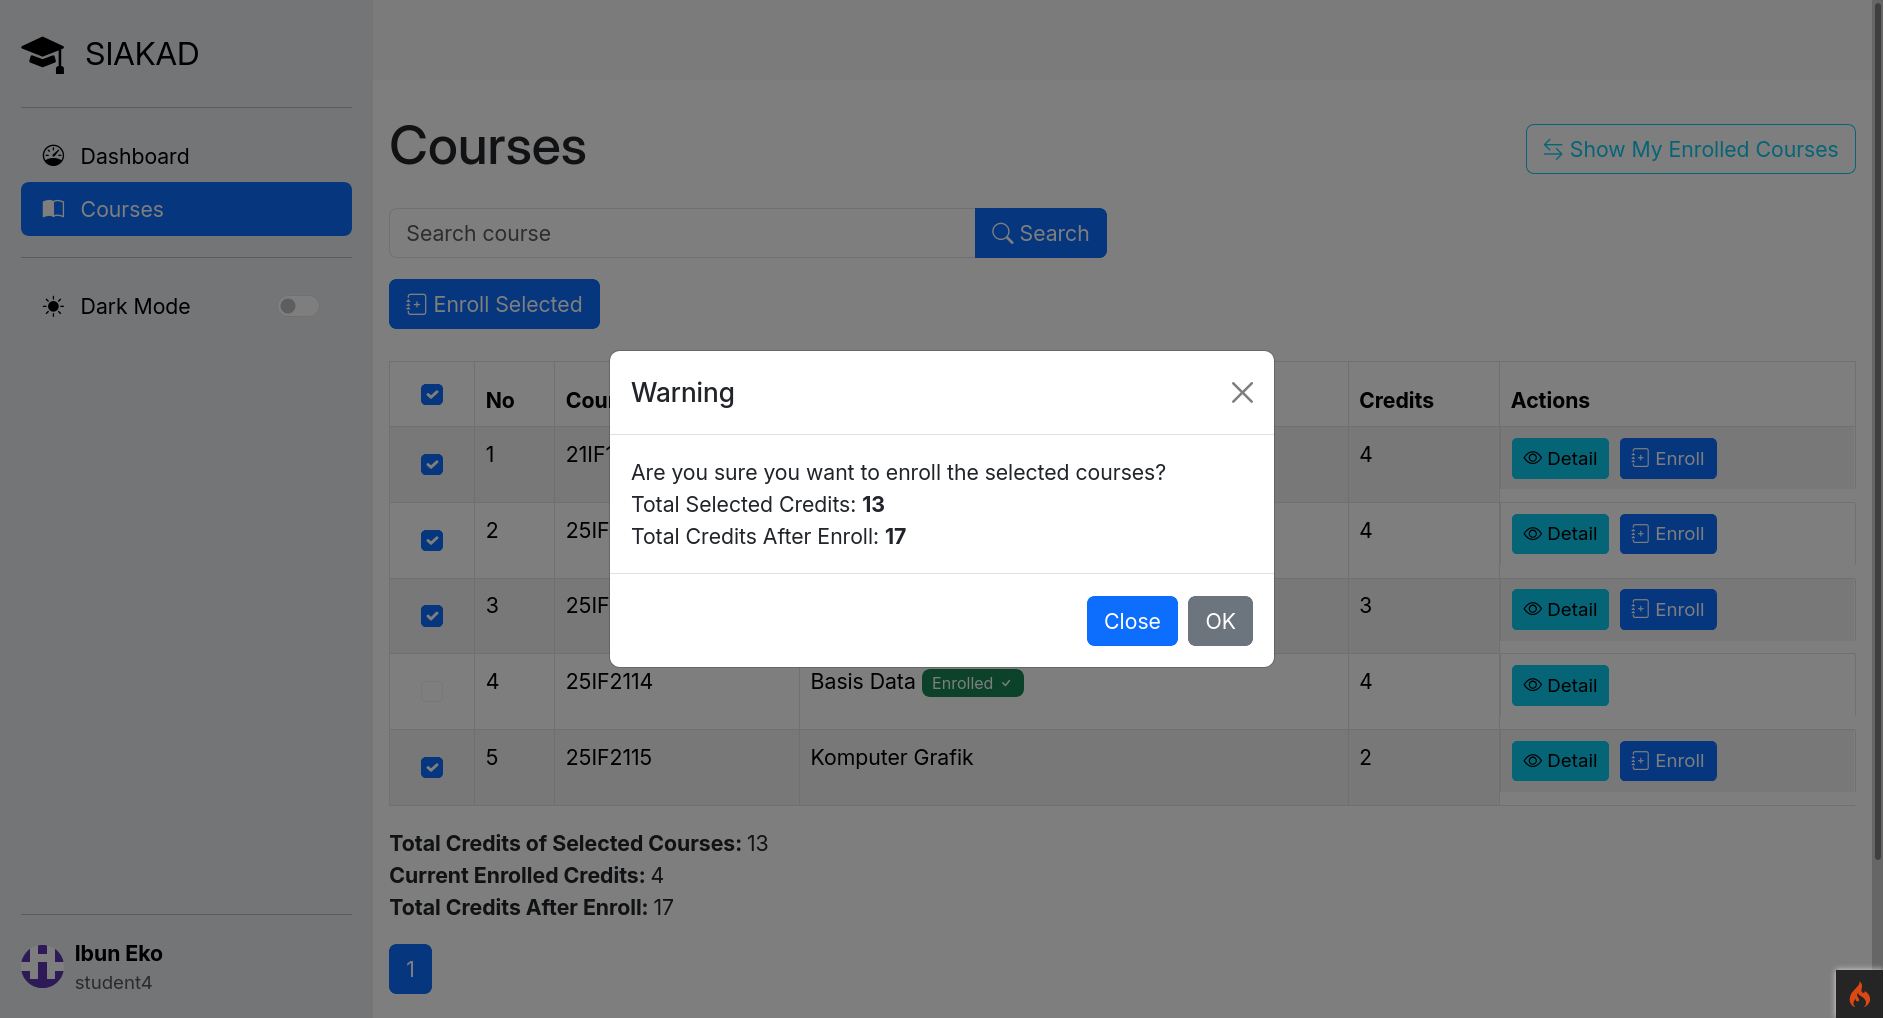 SIAKAD
Dashboard
Courses
Dark Mode
Ibun Eko
student4
Courses
Show My Enrolled Courses
Search course
Search
Enroll Selected
No Credits Actions
1 4 Detail Enroll
2 4 Detail Enroll
3 3 Detail Enroll
4 25IF2114 Basis Data Enrolled 4 Detail
5 25IF2115 Komputer Grafik 2 Detail Enroll
Total Credits of Selected Courses: 13
Current Enrolled Credits: 4
Total Credits After Enroll: 17
1
Warning
Are you sure you want to enroll the selected courses?
Total Selected Credits: 13
Total Credits After Enroll: 17
Close OK